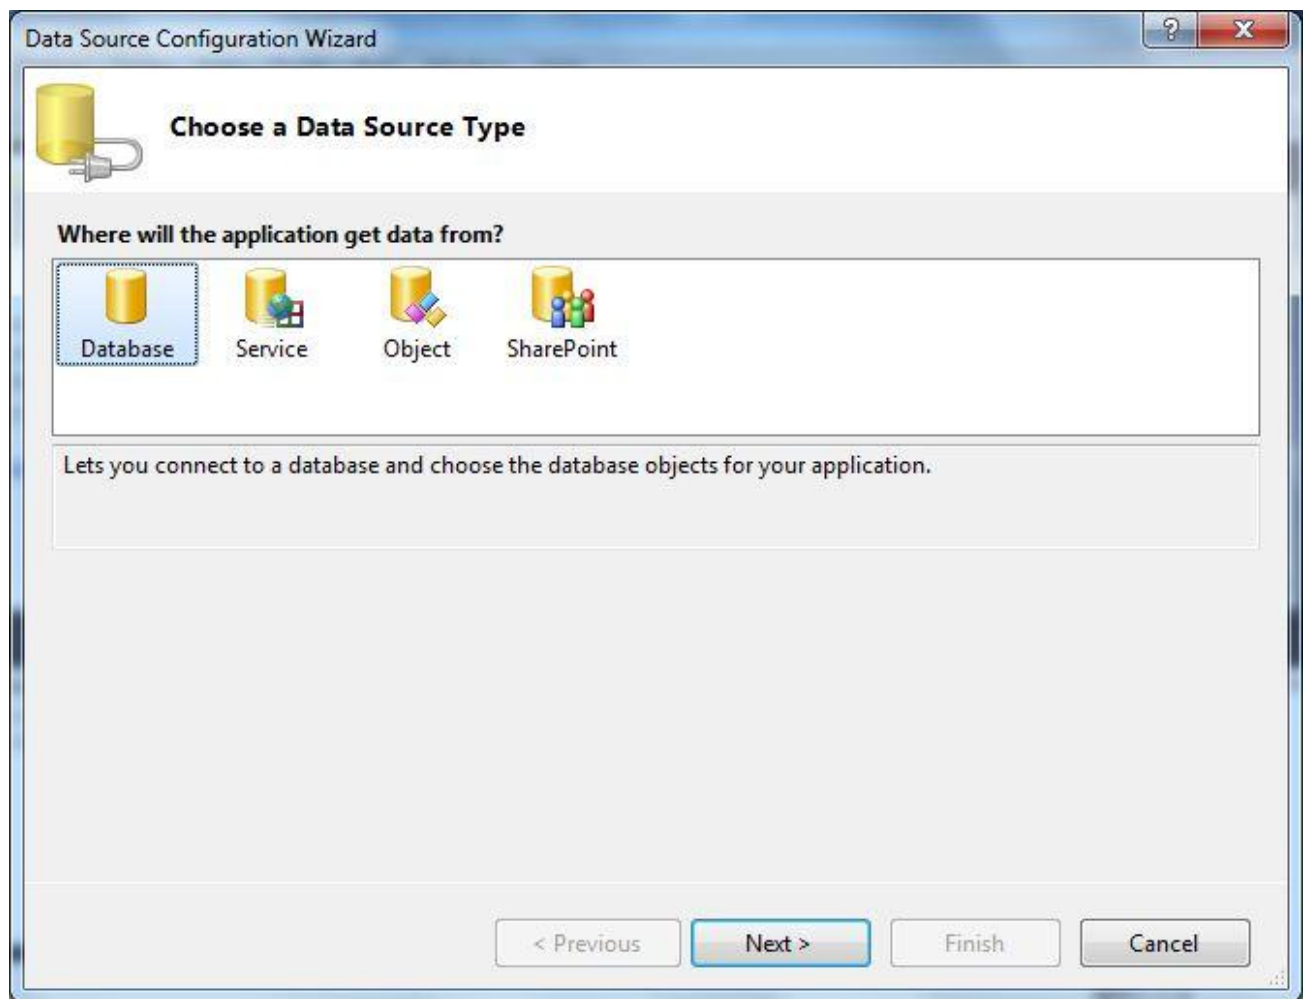 Data Source Configuration Wizard
?
X
Choose a Data Source Type
Where will the application get data from?
Database Service Object SharePoint
Lets you connect to a database and choose the database objects for your application.
< Previous Next > Finish Cancel